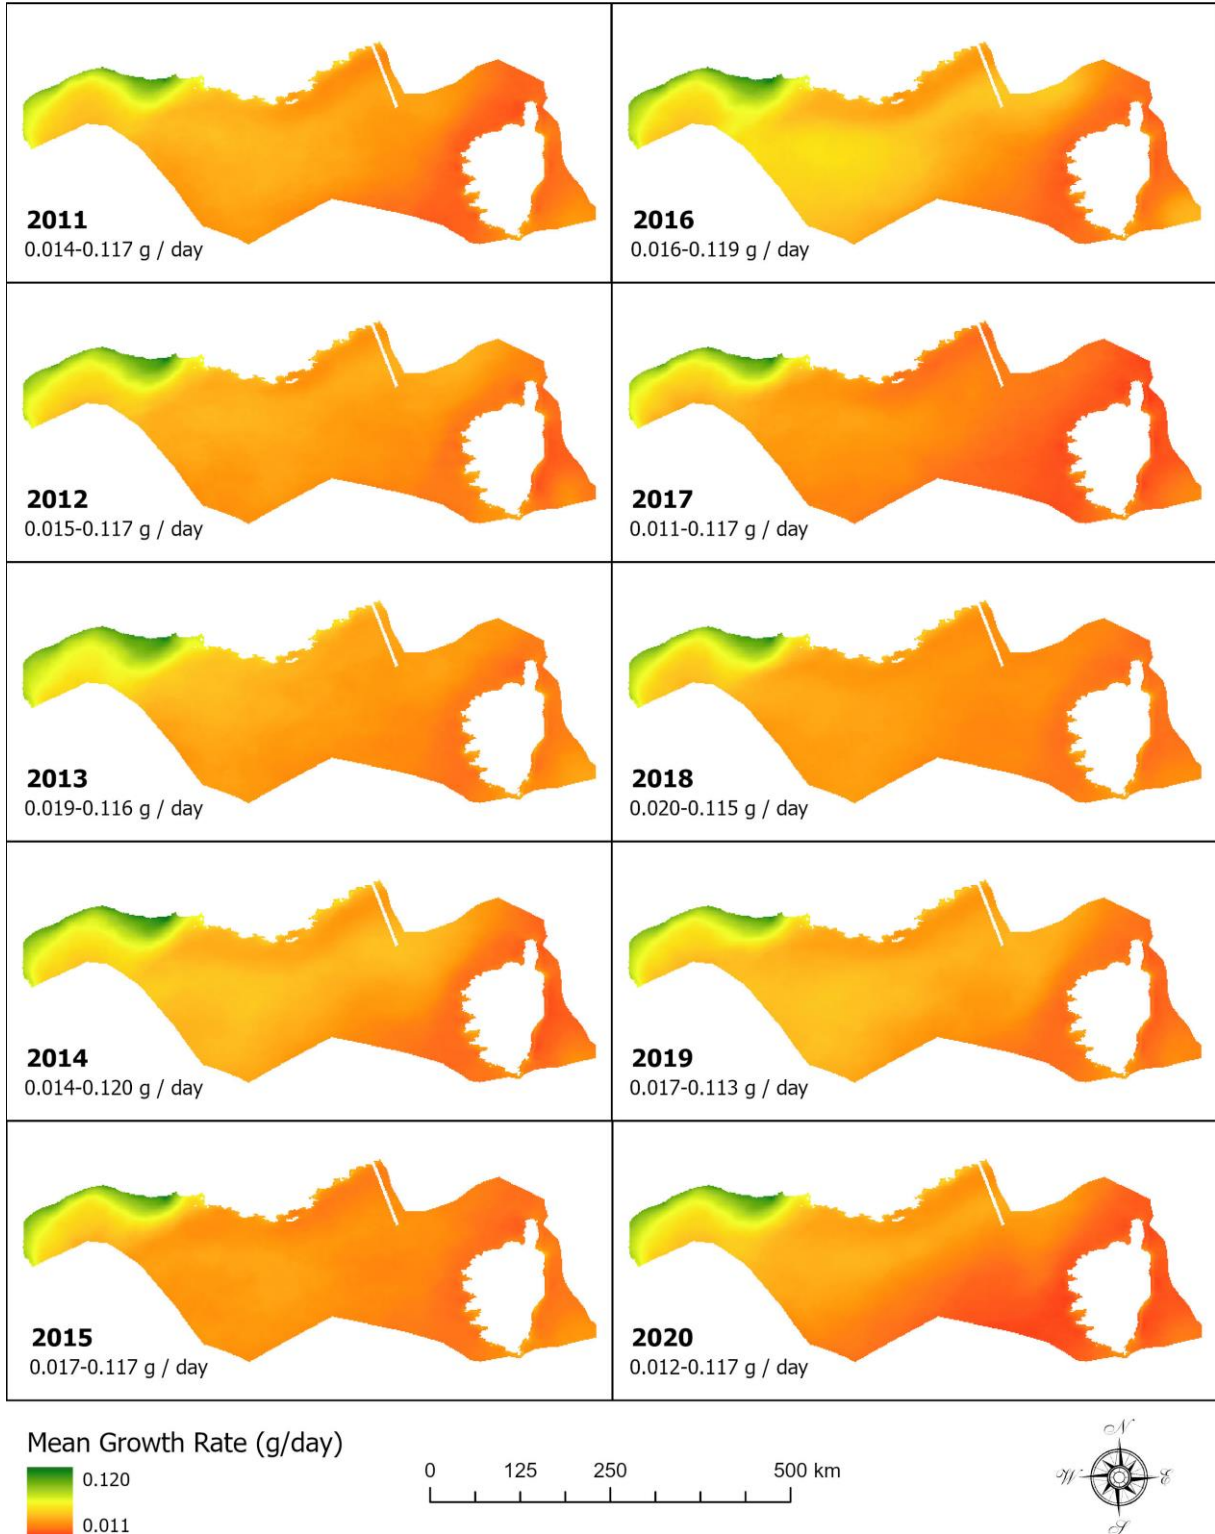 2011
0.014-0.117 g / day
2016
0.016-0.119 g / day
2012
0.015-0.117 g / day
2017
0.011-0.117 g / day
2013
0.019-0.116 g / day
2018
0.020-0.115 g / day
2014
0.014-0.120 g / day
2019
0.017-0.113 g / day
2015
0.017-0.117 g / day
2020
0.012-0.117 g / day
Mean Growth Rate (g/day)
0.120
0.011
0 125 250 500 km
N
W E
S